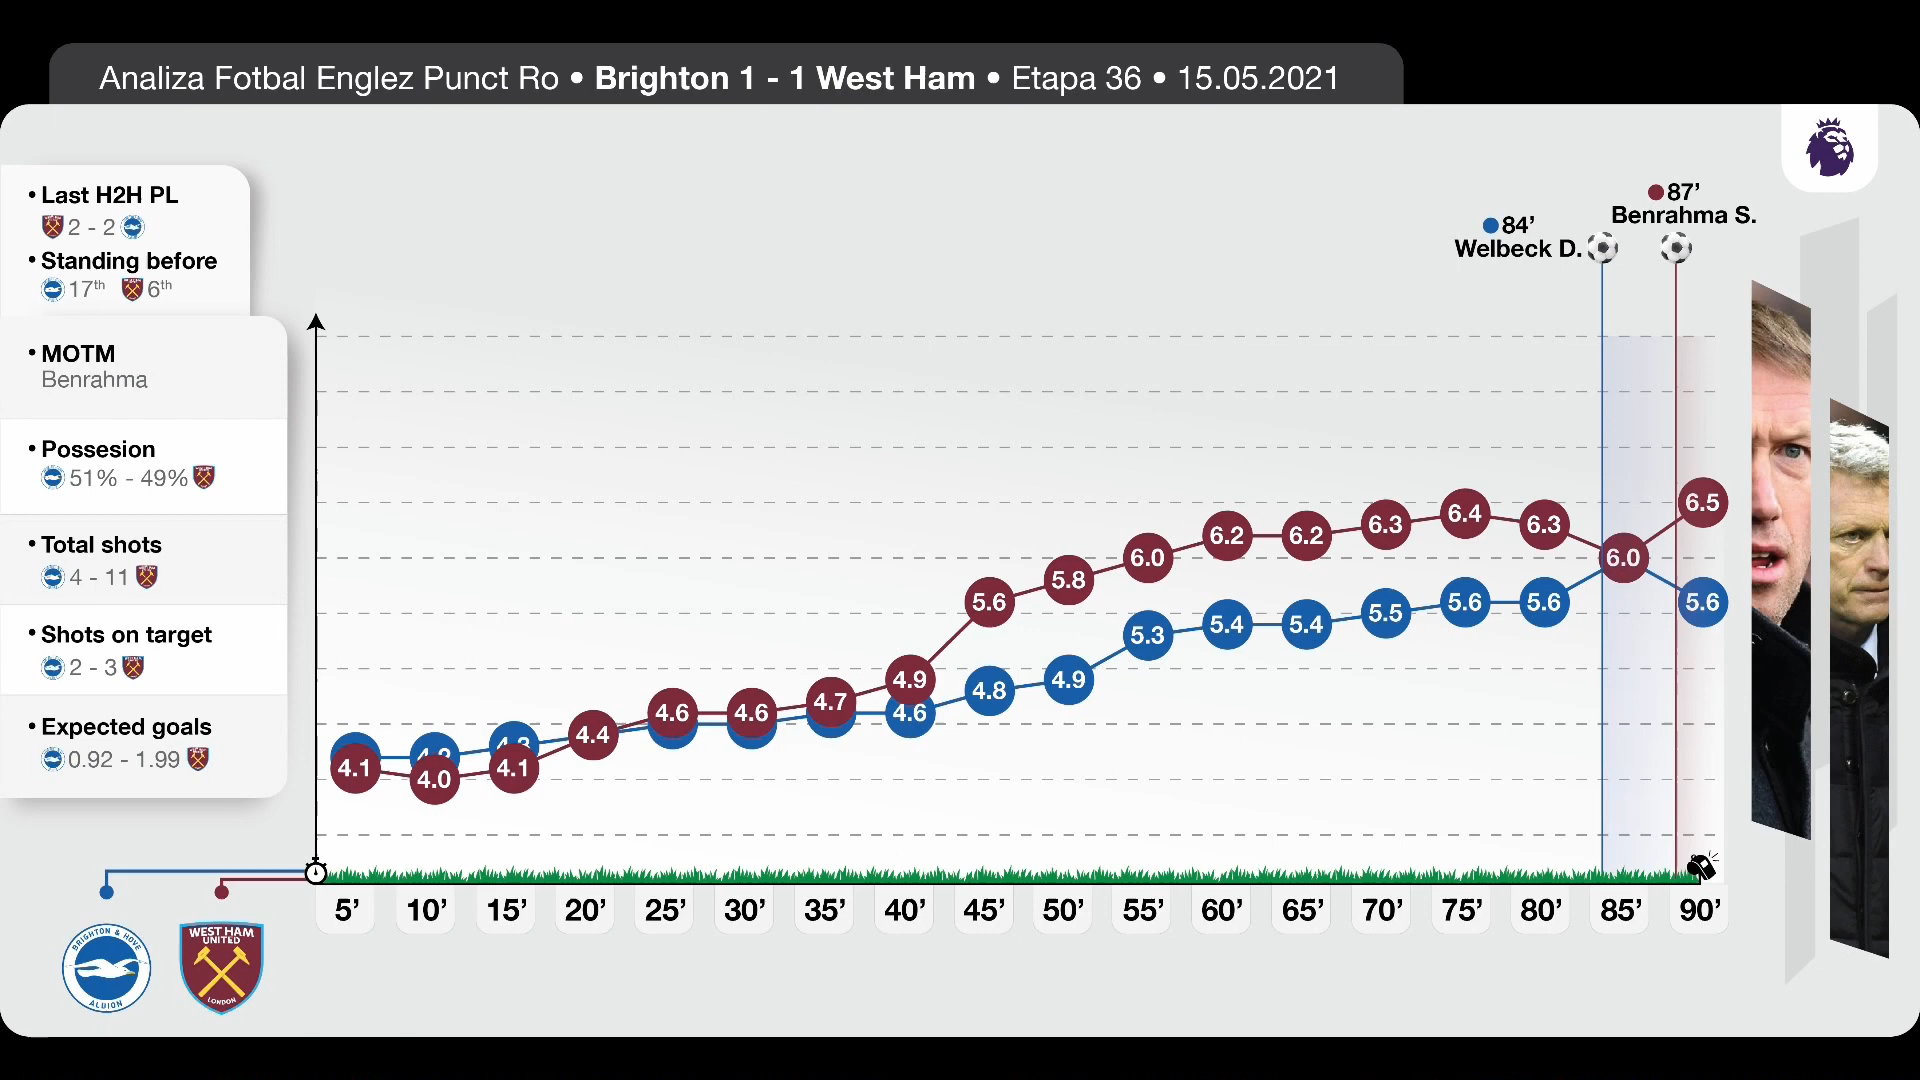 Analiza Fotbal Englez Punct Ro • Brighton 1 - 1 West Ham • Etapa 36 • 15.05.2021
• Last H2H PL
2 - 2
• Standing before
17th 6th
• MOTM
Benrahma
• Possesion
51% - 49%
• Total shots
4 - 11
• Shots on target
2 - 3
• Expected goals
0.92 - 1.99
87’
Benrahma S.
84’
Welbeck D.
4.1 4.0 4.1 4.4 4.6 4.6 4.7 4.9 5.6 5.8 6.0 6.2 6.2 6.3 6.4 6.3 6.0 6.5
4.6 4.8 4.9 5.3 5.4 5.4 5.5 5.6 5.6 5.6
5’ 10’ 15’ 20’ 25’ 30’ 35’ 40’ 45’ 50’ 55’ 60’ 65’ 70’ 75’ 80’ 85’ 90’
BRIGHTON & HOVE
ALBION
WEST HAM
UNITED
LONDON